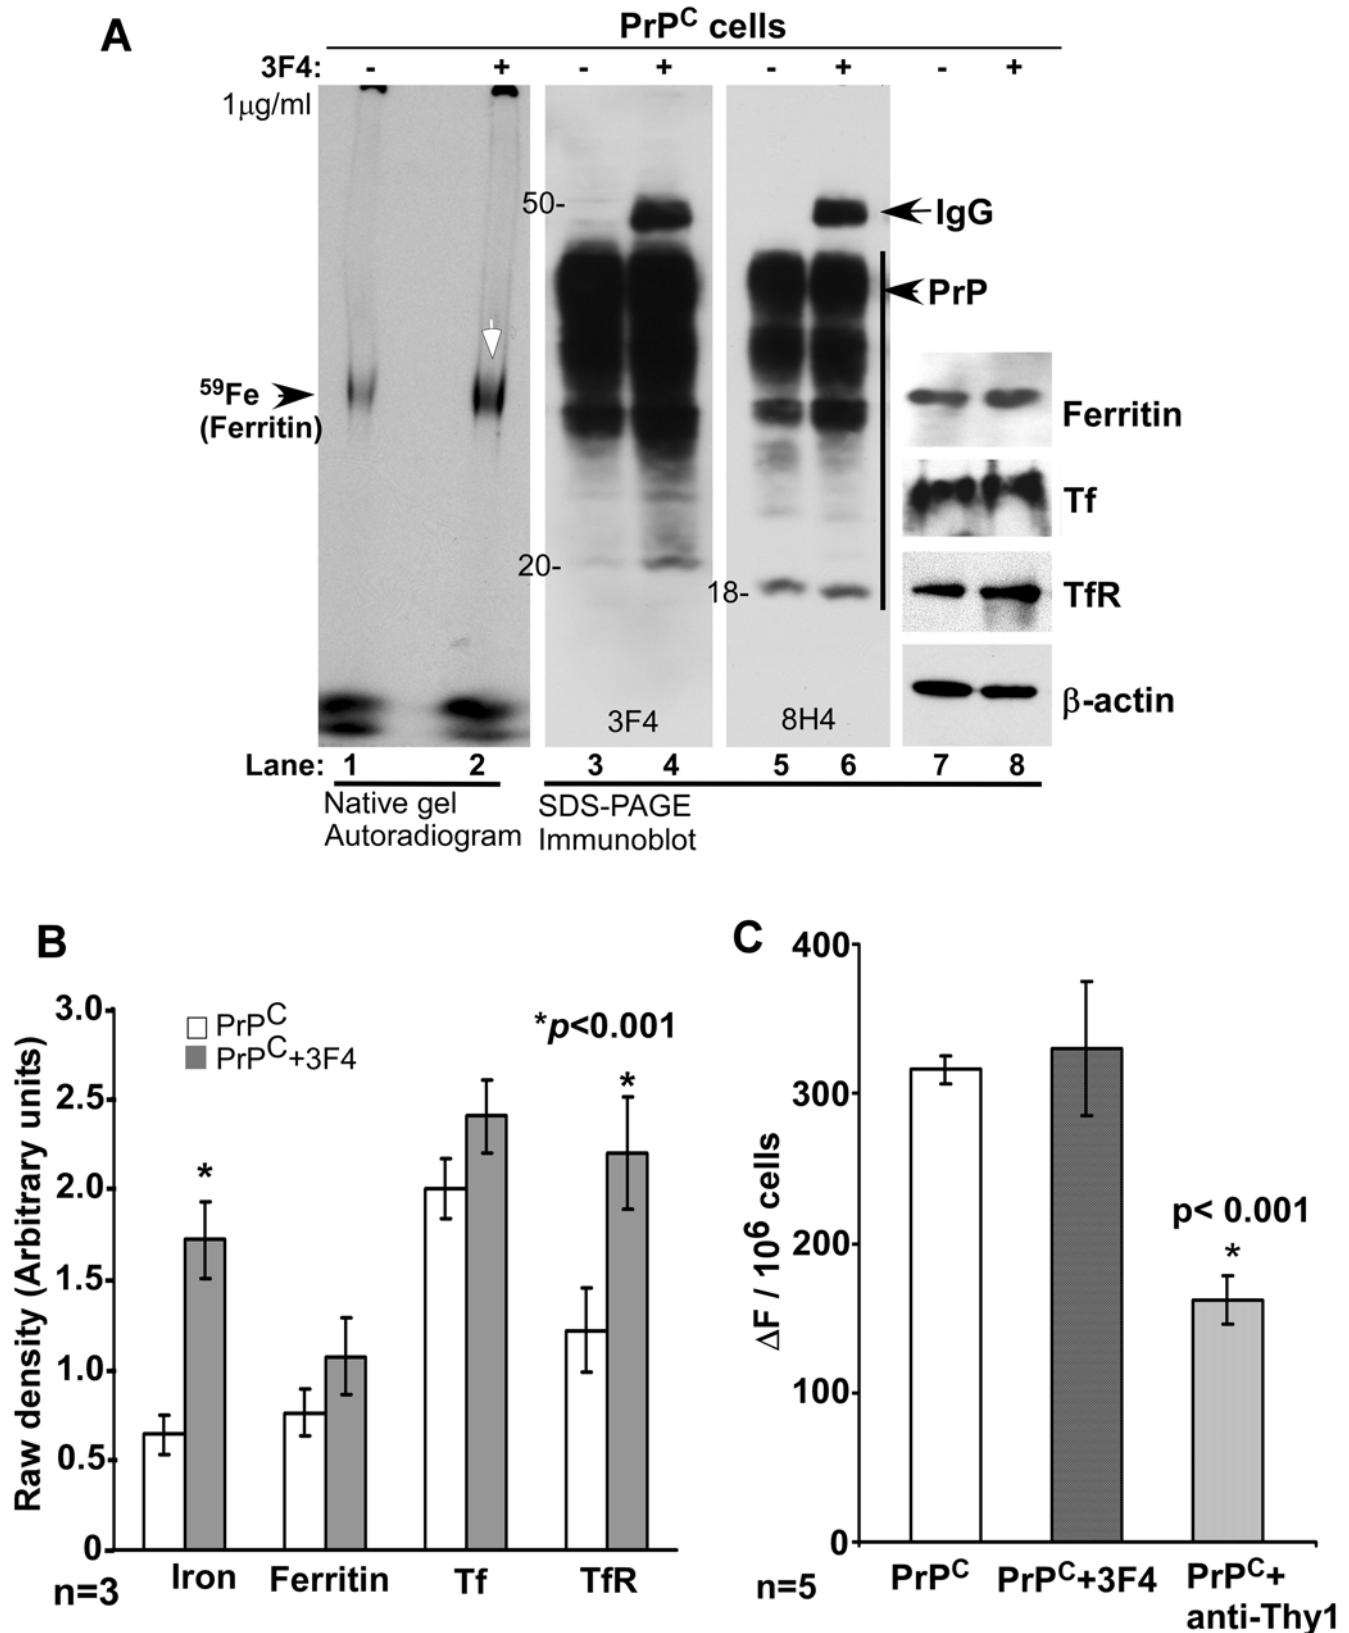 A
PrPC cells
3F4: - + - + - + - +
1μg/ml
50-
IgG
PrP
59Fe
(Ferritin)
Ferritin
Tf
20-
18-
TfR
3F4
8H4
β-actin
Lane: 1 2 3 4 5 6 7 8
Native gel
Autoradiogram
SDS-PAGE
Immunoblot
B
Raw density (Arbitrary units)
3.0
2.5
2.0
1.5
1.0
0.5
0
PrPC
PrPC+3F4
*p<0.001
*
*
Iron Ferritin Tf TfR
n=3
C
ΔF / 106 cells
400
300
200
100
0
p< 0.001
*
PrPC PrPC+3F4 PrPC+
anti-Thy1
n=5